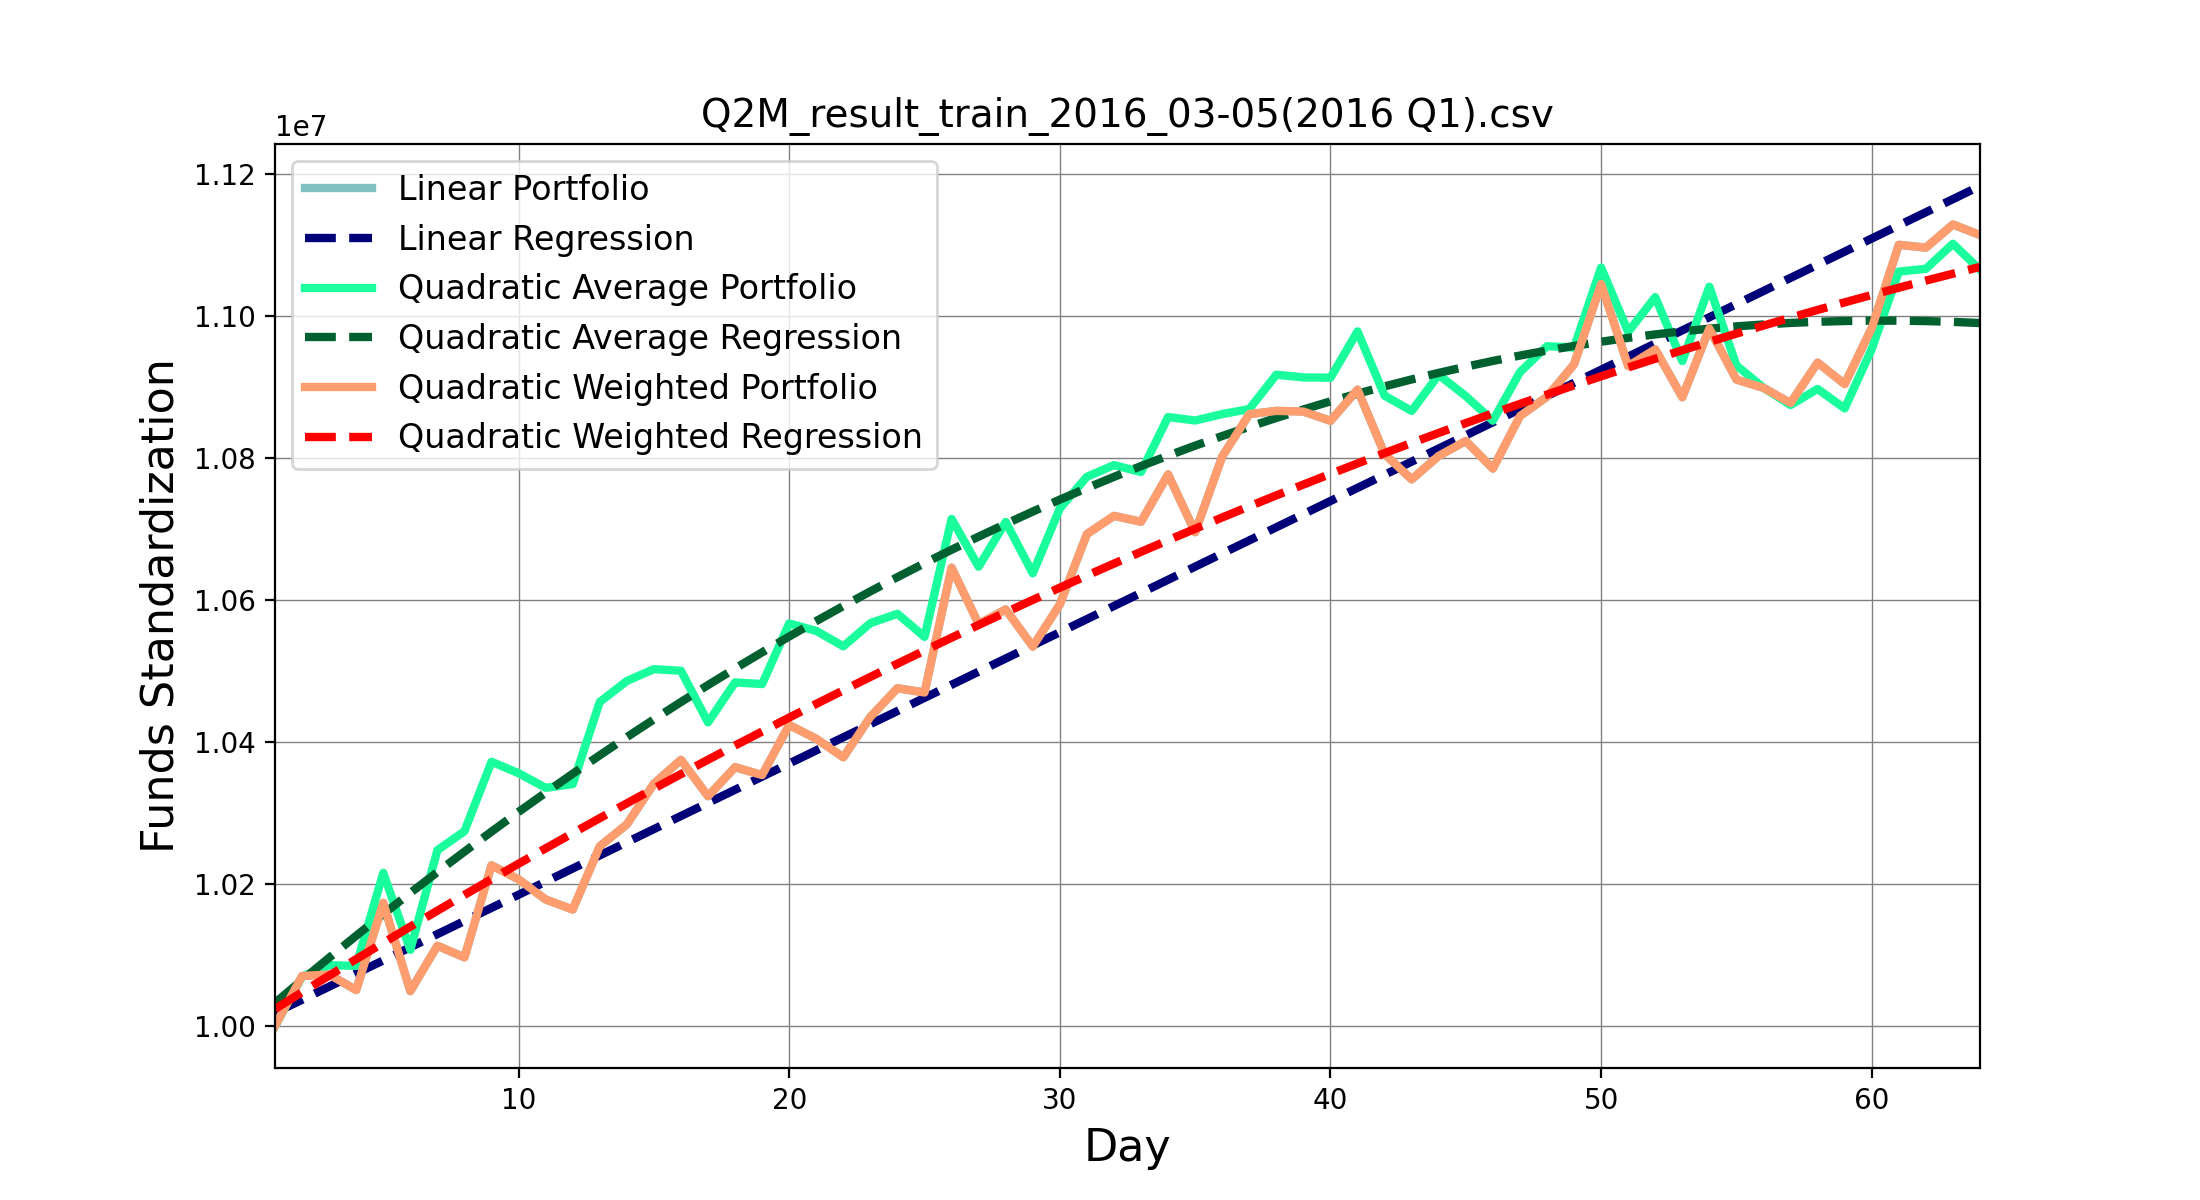 Q2M_result_train_2016_03-05(2016 Q1).csv
1e7
1.12
1.10
1.08
1.06
1.04
1.02
1.00
Funds Standardization
Linear Portfolio
Linear Regression
Quadratic Average Portfolio
Quadratic Average Regression
Quadratic Weighted Portfolio
Quadratic Weighted Regression
10 20 30 40 50 60
Day